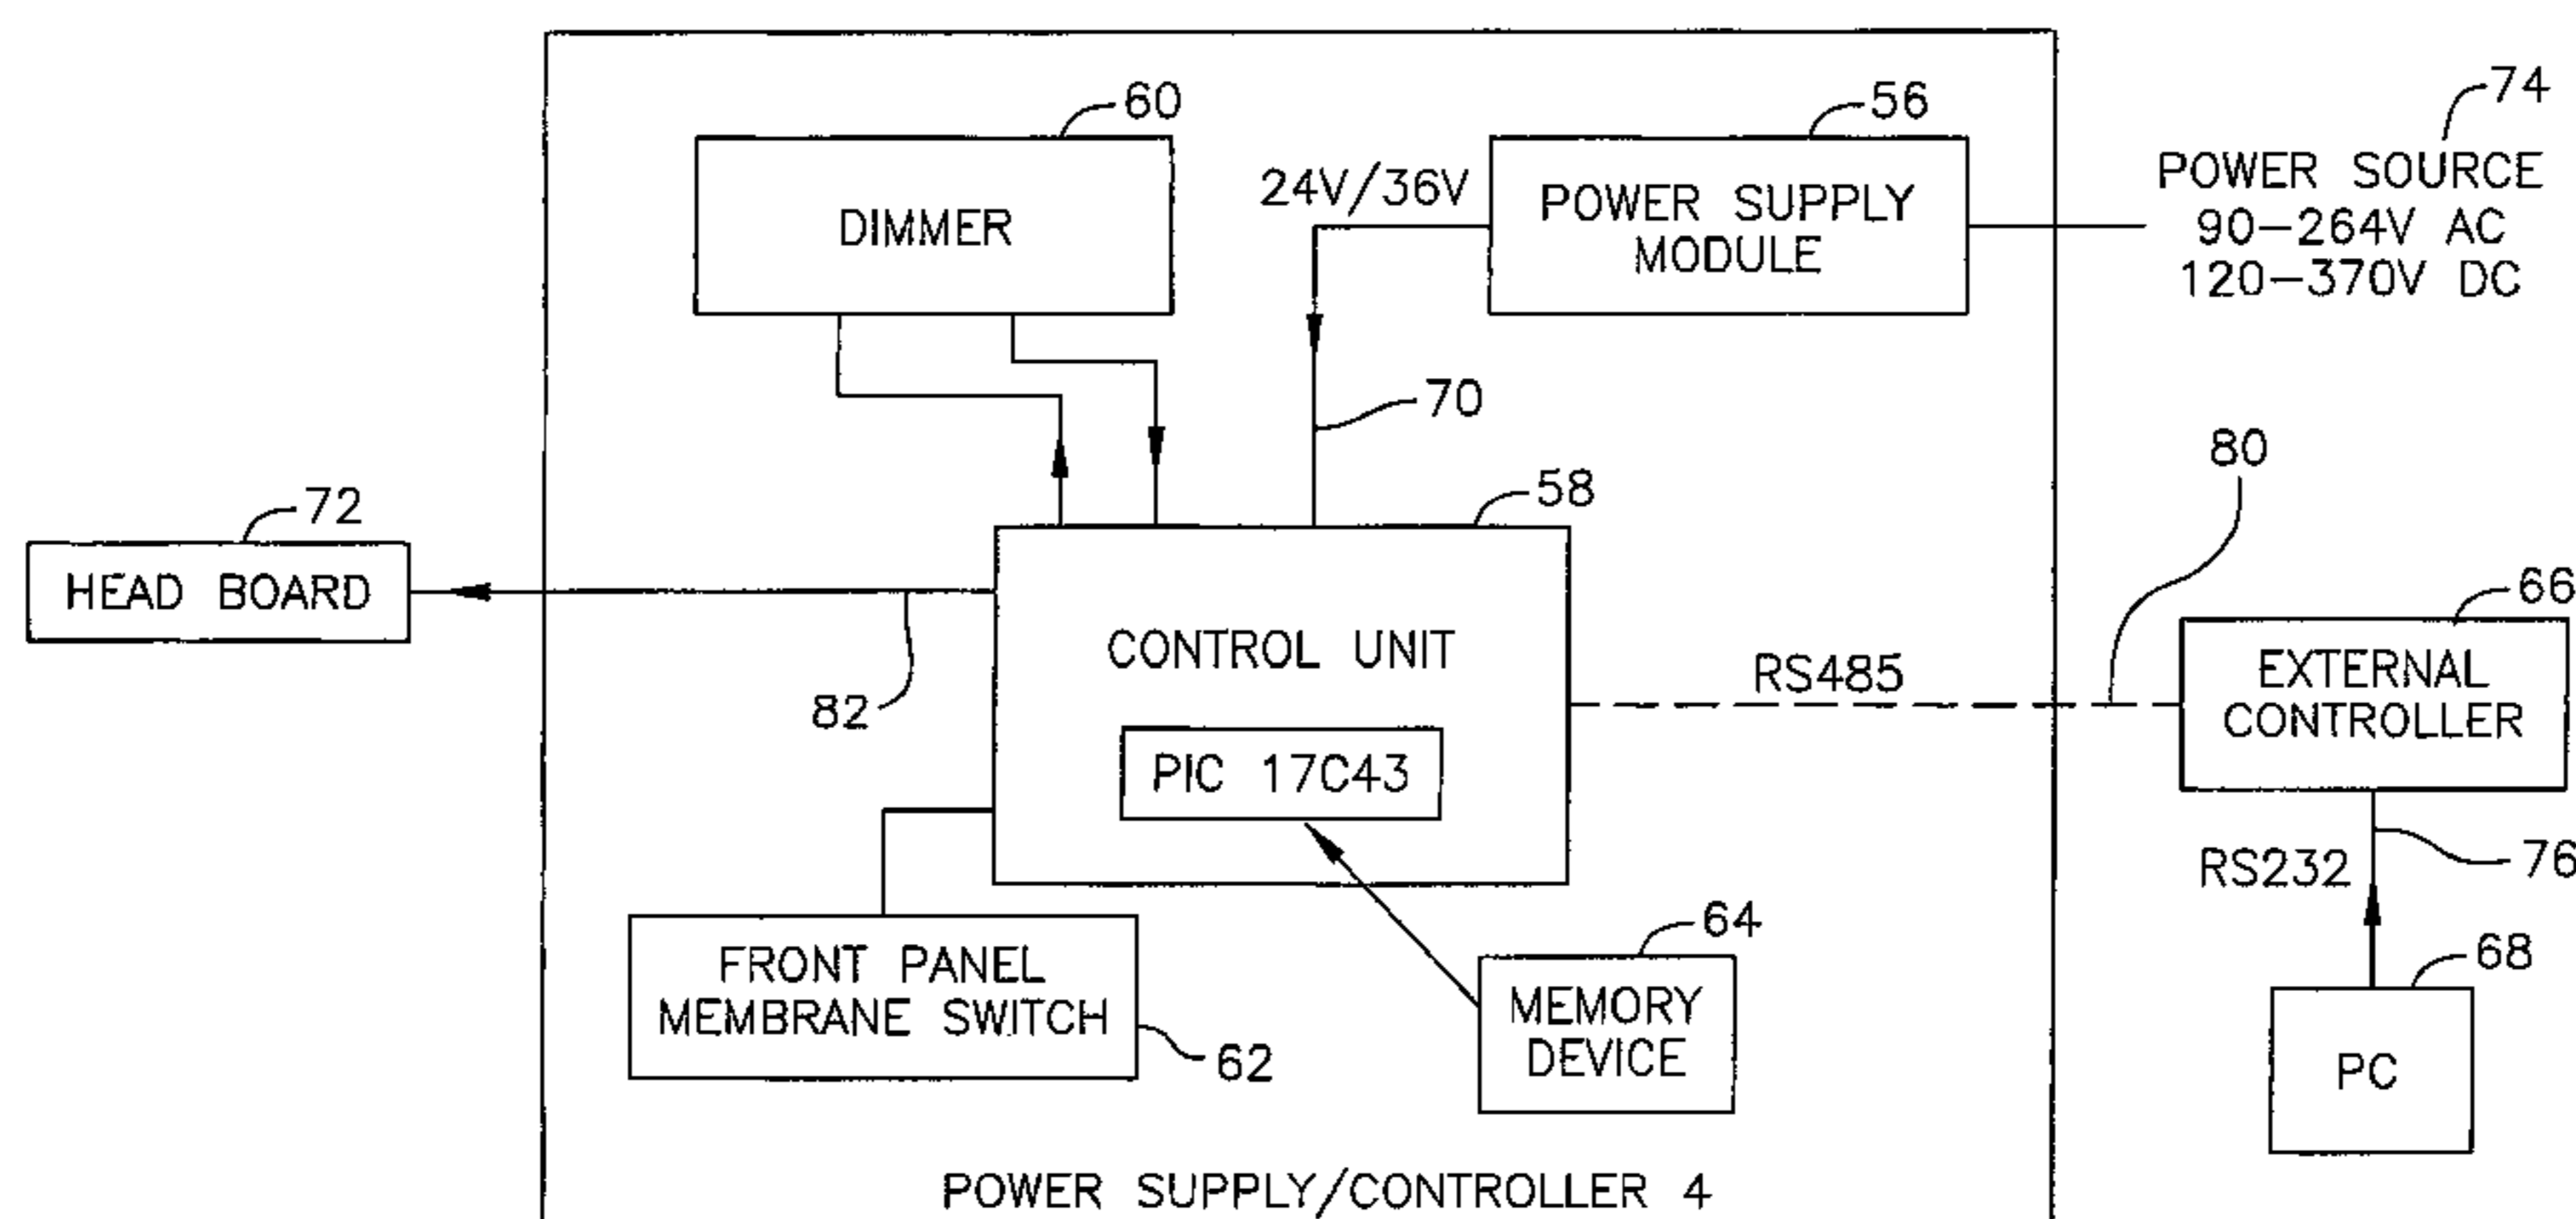 60
56
74
24V/36V
DIMMER
POWER SUPPLY
MODULE
POWER SOURCE
90-264V AC
120-370V DC
70
80
72
58
HEAD BOARD
CONTROL UNIT
PIC 17C43
82
RS485
66
EXTERNAL
CONTROLLER
RS232
76
FRONT PANEL
MEMBRANE SWITCH
62
64
MEMORY
DEVICE
68
PC
POWER SUPPLY/CONTROLLER 4